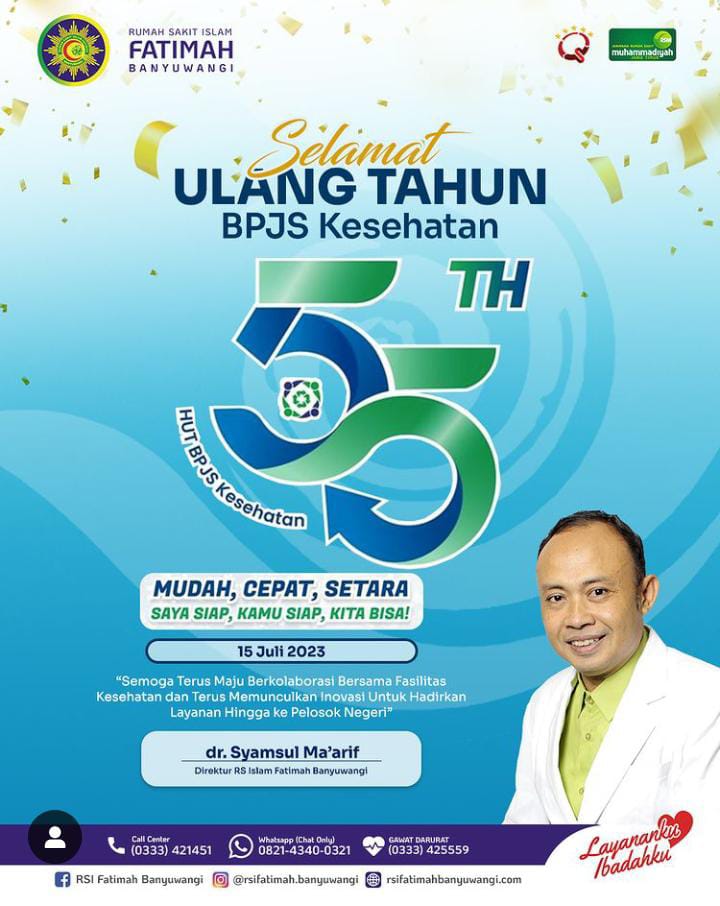 RUMAH SAKIT ISLAM
FATIMAH
BANYUWANGI
RSM
muhammadiyah
Selamat
ULANG TAHUN
BPJS Kesehatan
55 TH
HUT BPJS Kesehatan
MUDAH, CEPAT, SETARA
SAYA SIAP, KAMU SIAP, KITA BISA!
15 Juli 2023
“Semoga Terus Maju Berkolaborasi Bersama Fasilitas
Kesehatan dan Terus Memunculkan Inovasi Untuk Hadirkan
Layanan Hingga ke Pelosok Negeri”
dr. Syamsul Ma’arif
Direktur RS Islam Fatimah Banyuwangi
Call Center
(0333) 421451
Whatsapp (Chat Only)
0821-4340-0321
GAWAT DARURAT
(0333) 425559
Layananku
Ibadahku
RSI Fatimah Banyuwangi
@rsifatimah.banyuwangi
rsifatimahbanyuwangi.com